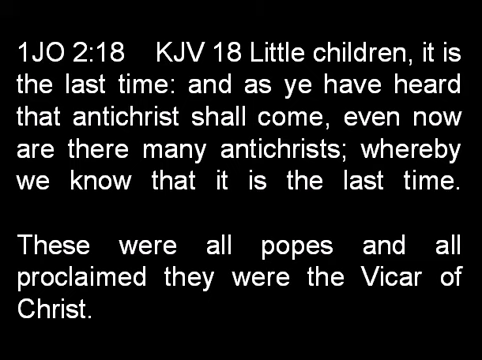 1JO 2:18 KJV 18 Little children, it is
the last time: and as ye have heard
that antichrist shall come, even now
are there many antichrists; whereby
we know that it is the last time.
These were all popes and all
proclaimed they were the Vicar of
Christ.